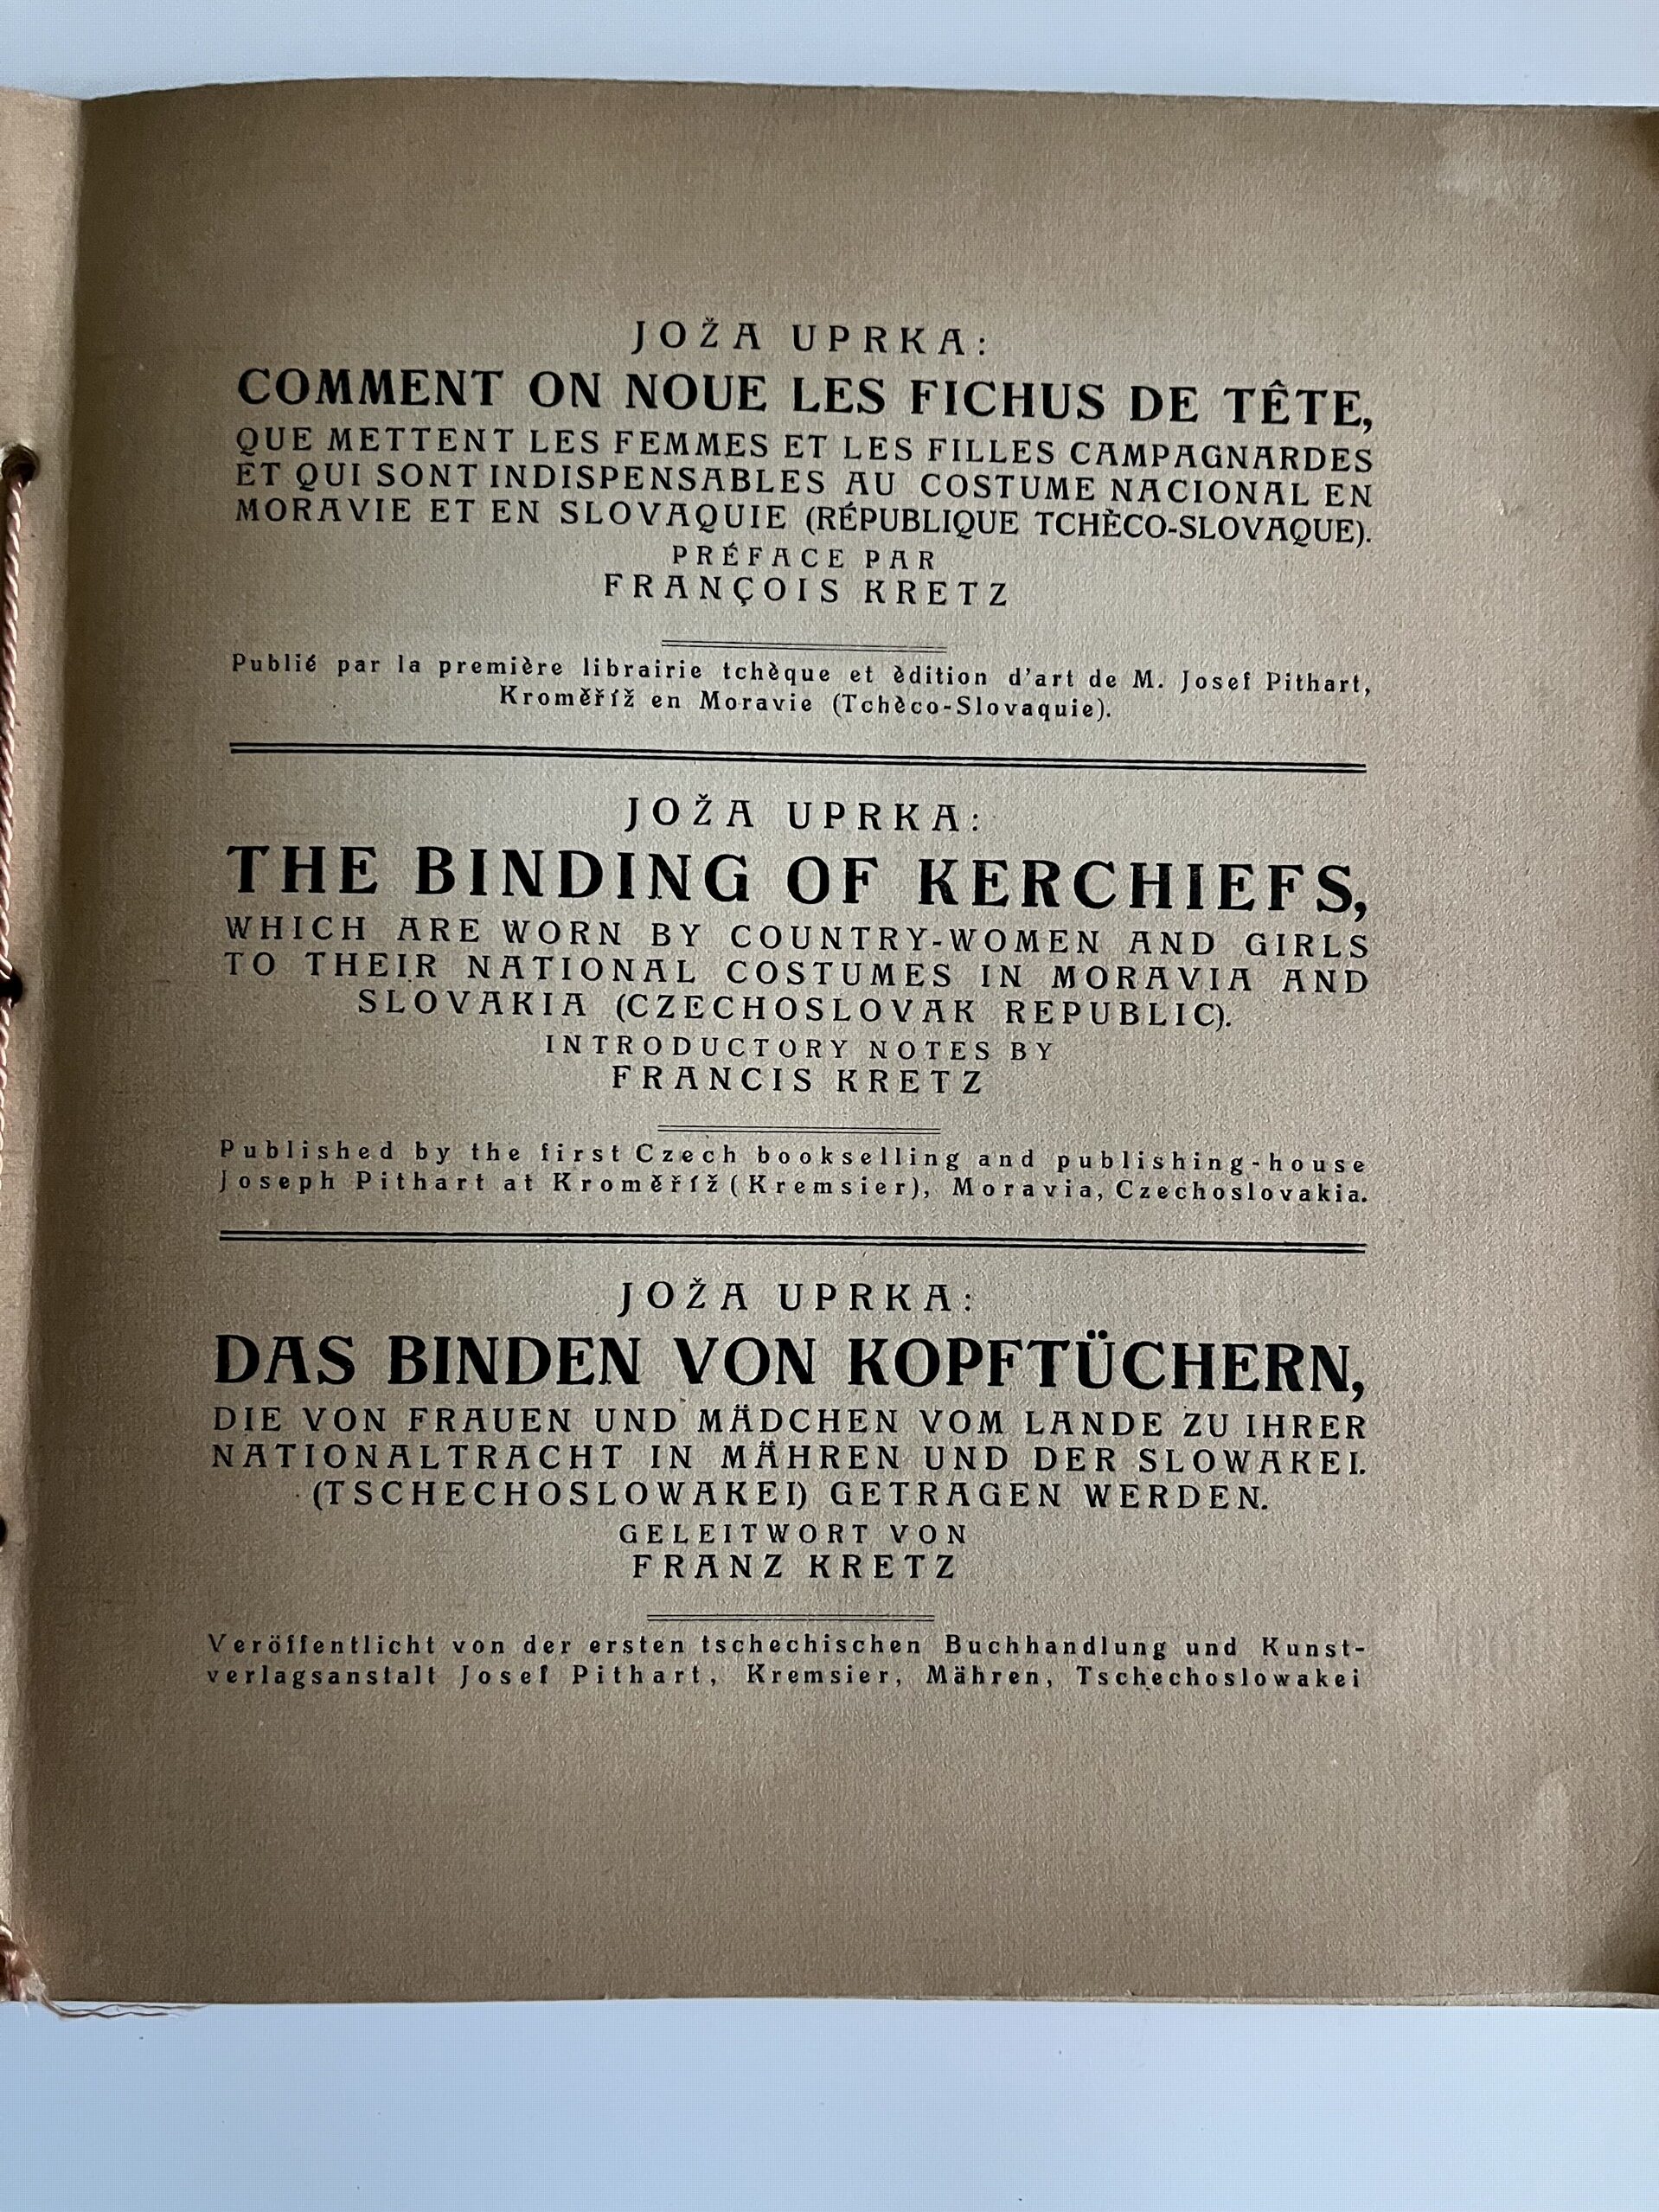 JOŽA UPRKA:
COMMENT ON NOUE LES FICHUS DE TÊTE,
QUE METTENT LES FEMMES ET LES FILLES CAMPAGNARDES
ET QUI SONT INDISPENSABLES AU COSTUME NACIONAL EN
MORAVIE ET EN SLOVAQUIE (RÉPUBLIQUE TCHÈCO-SLOVAQUE).
PRÉFACE PAR
FRANÇOIS KRETZ
Publié par la première librairie tchèque et èdition d'art de M. Josef Pithart,
Kroměříž en Moravie (Tchèco-Slovaquie).
JOŽA UPRKA:
THE BINDING OF KERCHIEFS,
WHICH ARE WORN BY COUNTRY-WOMEN AND GIRLS
TO THEIR NATIONAL COSTUMES IN MORAVIA AND
SLOVAKIA (CZECHOSLOVAK REPUBLIC).
INTRODUCTORY NOTES BY
FRANCIS KRETZ
Published by the first Czech bookselling and publishing-house
Joseph Pithart at Kroměříž (Kremsier), Moravia, Czechoslovakia.
JOŽA UPRKA:
DAS BINDEN VON KOPFTÜCHERN,
DIE VON FRAUEN UND MÄDCHEN VOM LANDE ZU IHRER
NATIONALTRACHT IN MÄHREN UND DER SLOWAKEI.
(TSCHECHOSLOWAKEI) GETRAGEN WERDEN.
GELEITWORT VON
FRANZ KRETZ
Veröffentlicht von der ersten tschechischen Buchhandlung und Kunst-
verlagsanstalt Josef Pithart, Kremsier, Mähren, Tschechoslowakei